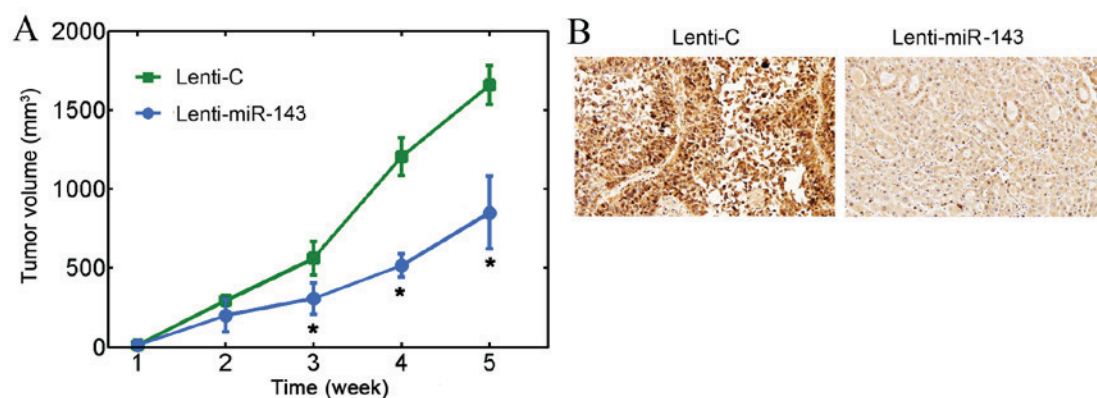 A
Tumor volume (mm³)
2000
1500
1000
500
0
Lenti-C
Lenti-miR-143
*
*
*
1 2 3 4 5
Time (week)
B
Lenti-C Lenti-miR-143